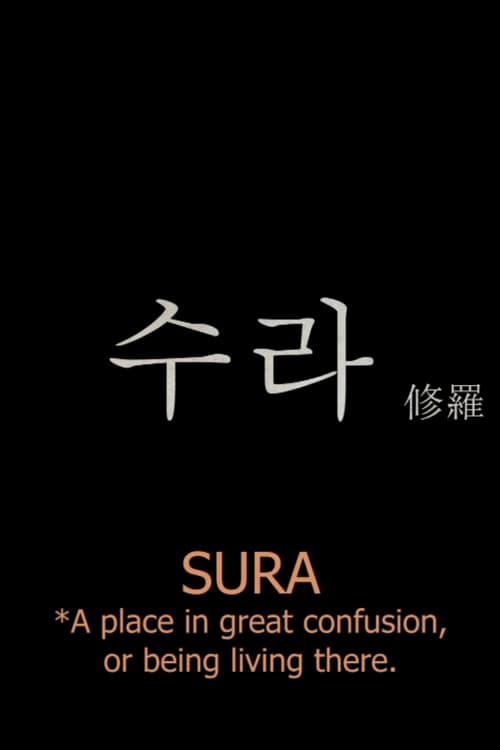 수라 修羅
SURA
*A place in great confusion,
or being living there.